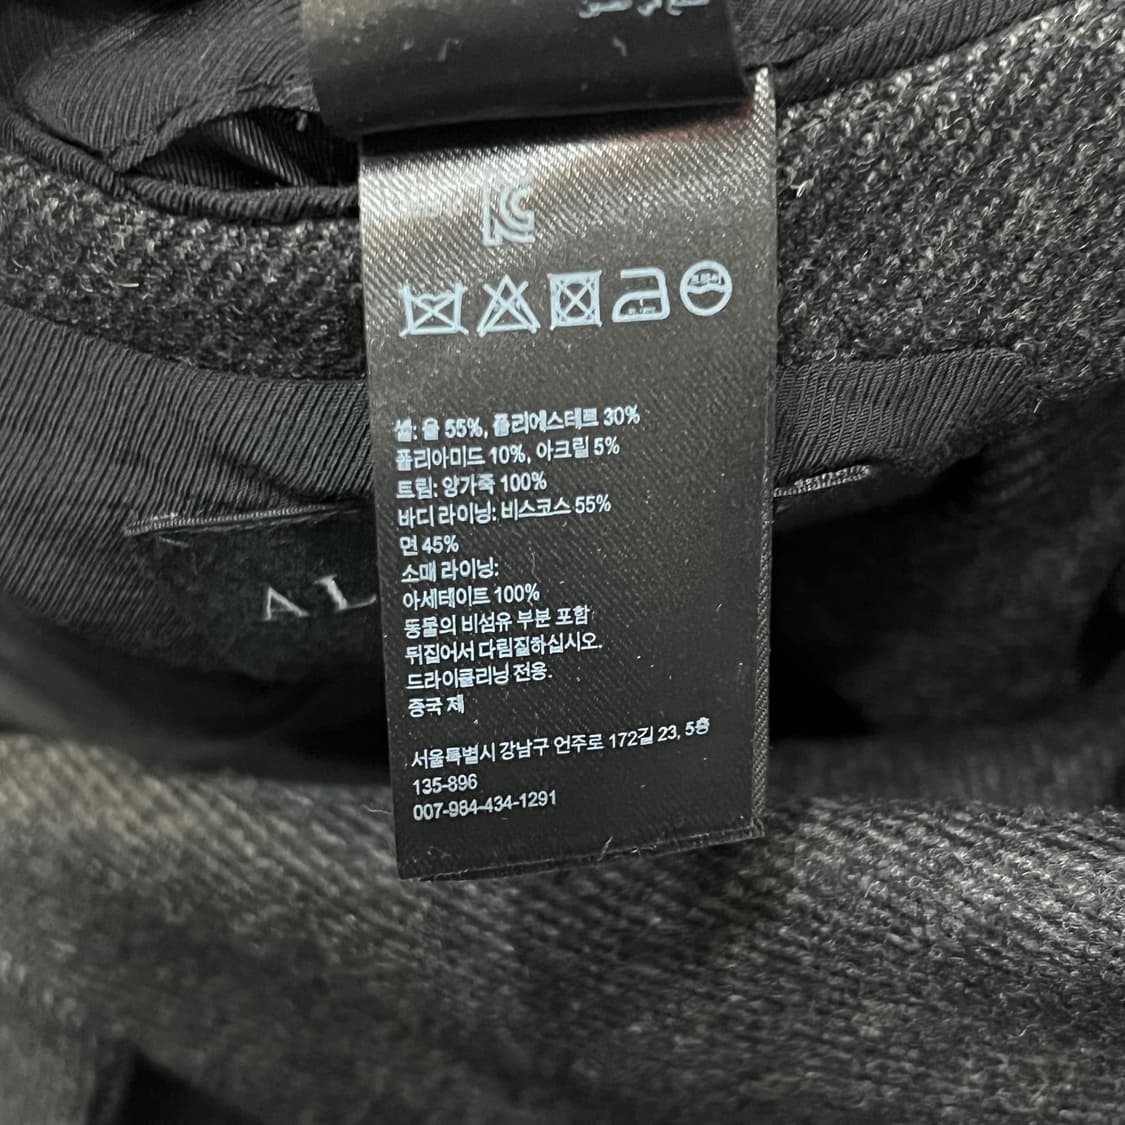 صنع في الصين
셸: 울 55%, 폴리에스테르 30%
폴리아미드 10%, 아크릴 5%
트림: 양가죽 100%
바디 라이닝: 비스코스 55%
면 45%
소매 라이닝:
아세테이트 100%
동물의 비섬유 부분 포함
뒤집어서 다림질하십시오.
드라이클리닝 전용.
중국 제
서울특별시 강남구 언주로 172길 23, 5층
135-896
007-984-434-1291
AL